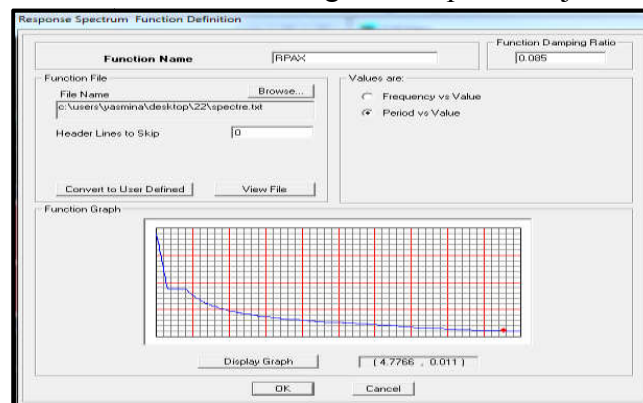 Response Spectrum Function Definition
Function Name
RPAX
Function Damping Ratio
0.085
Function File
File Name
Browse...
c:\users\yasmina\desktop\22\spectre.txt
Header Lines to Skip
0
Convert to User Defined
View File
Values are:
Frequency vs Value
Period vs Value
Function Graph
Display Graph
( 4.7766 , 0.011 )
OK
Cancel